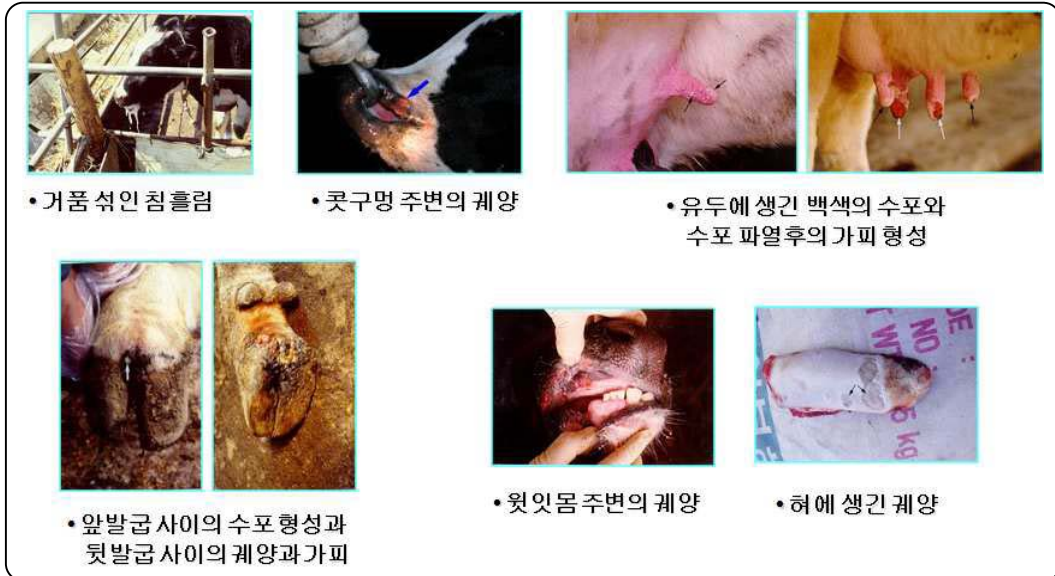 • 거품 섞인 침흘림
• 콧구멍 주변의 궤양
• 유두에 생긴 백색의 수포와
수포 파열후의 가피 형성
• 앞발굽 사이의 수포 형성과
뒷발굽 사이의 궤양과 가피
• 윗잇몸 주변의 궤양
• 혀에 생긴 궤양
NO
5 kg